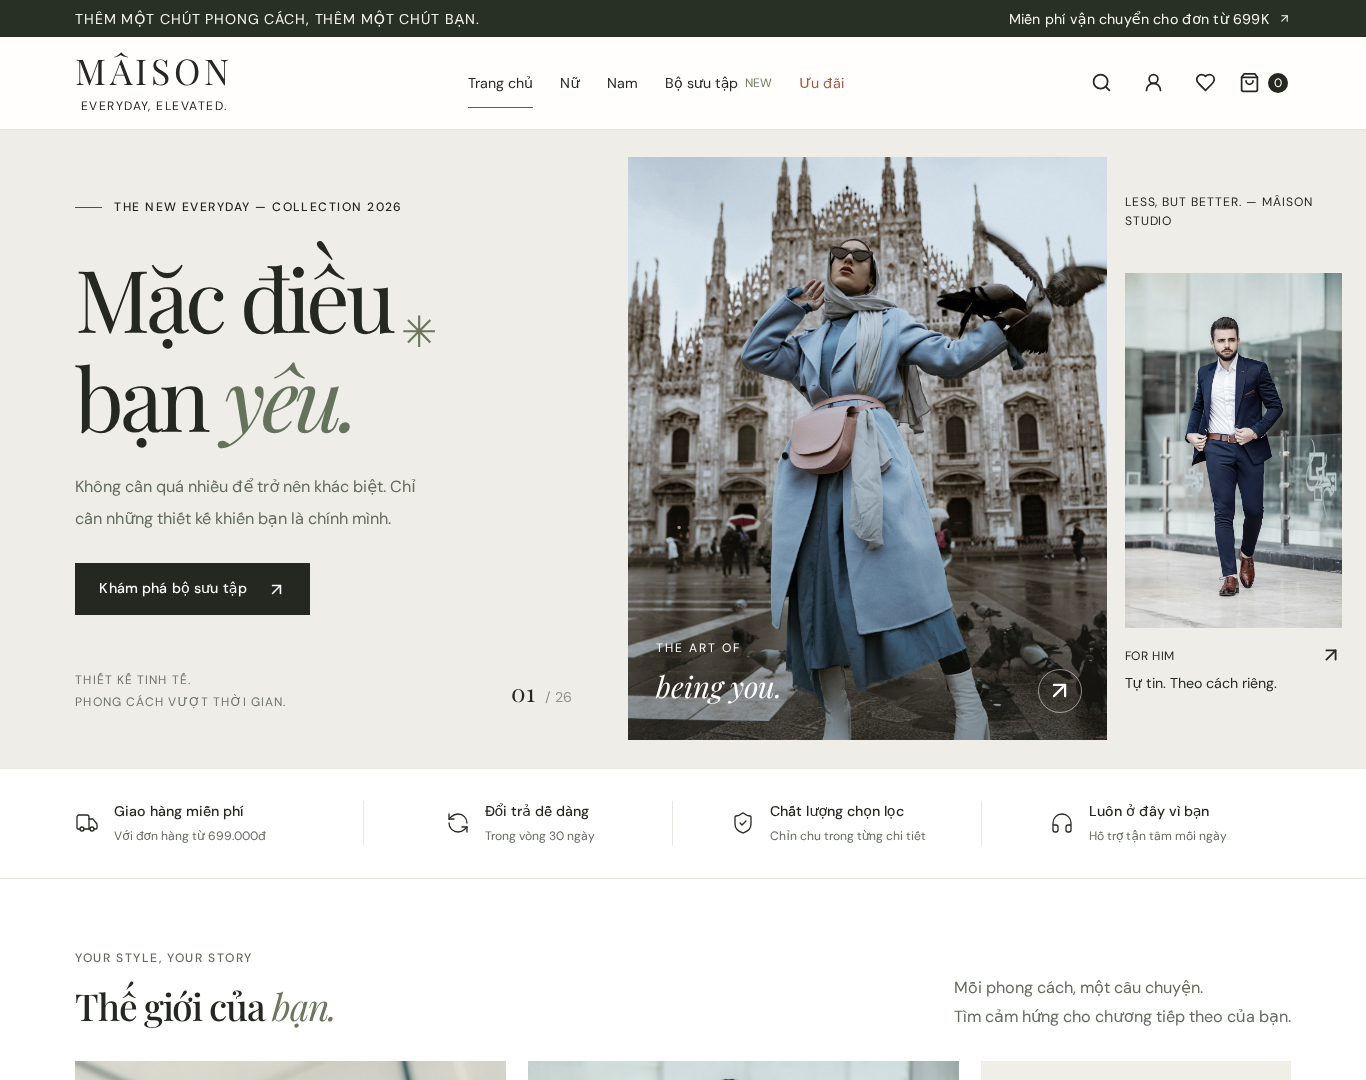 THÊM MỘT CHÚT PHONG CÁCH, THÊM MỘT CHÚT BẠN.
Miễn phí vận chuyển cho đơn từ 699K
MÂISON
EVERYDAY, ELEVATED.
Trang chủ
Nữ
Nam
Bộ sưu tập NEW
Ưu đãi
0
THE NEW EVERYDAY — COLLECTION 2026
Mặc điều
bạn yêu.
Không cần quá nhiều để trở nên khác biệt. Chỉ
cần những thiết kế khiến bạn là chính mình.
Khám phá bộ sưu tập
THIẾT KẾ TINH TẾ.
PHONG CÁCH VƯỢT THỜI GIAN.
01 / 26
THE ART OF
being you.
LESS, BUT BETTER. — MÂISON
STUDIO
FOR HIM
Tự tin. Theo cách riêng.
Giao hàng miễn phí
Với đơn hàng từ 699.000đ
Đổi trả dễ dàng
Trong vòng 30 ngày
Chất lượng chọn lọc
Chỉn chu trong từng chi tiết
Luôn ở đây vì bạn
Hỗ trợ tận tâm mỗi ngày
YOUR STYLE, YOUR STORY
Thế giới của bạn.
Mỗi phong cách, một câu chuyện.
Tìm cảm hứng cho chương tiếp theo của bạn.